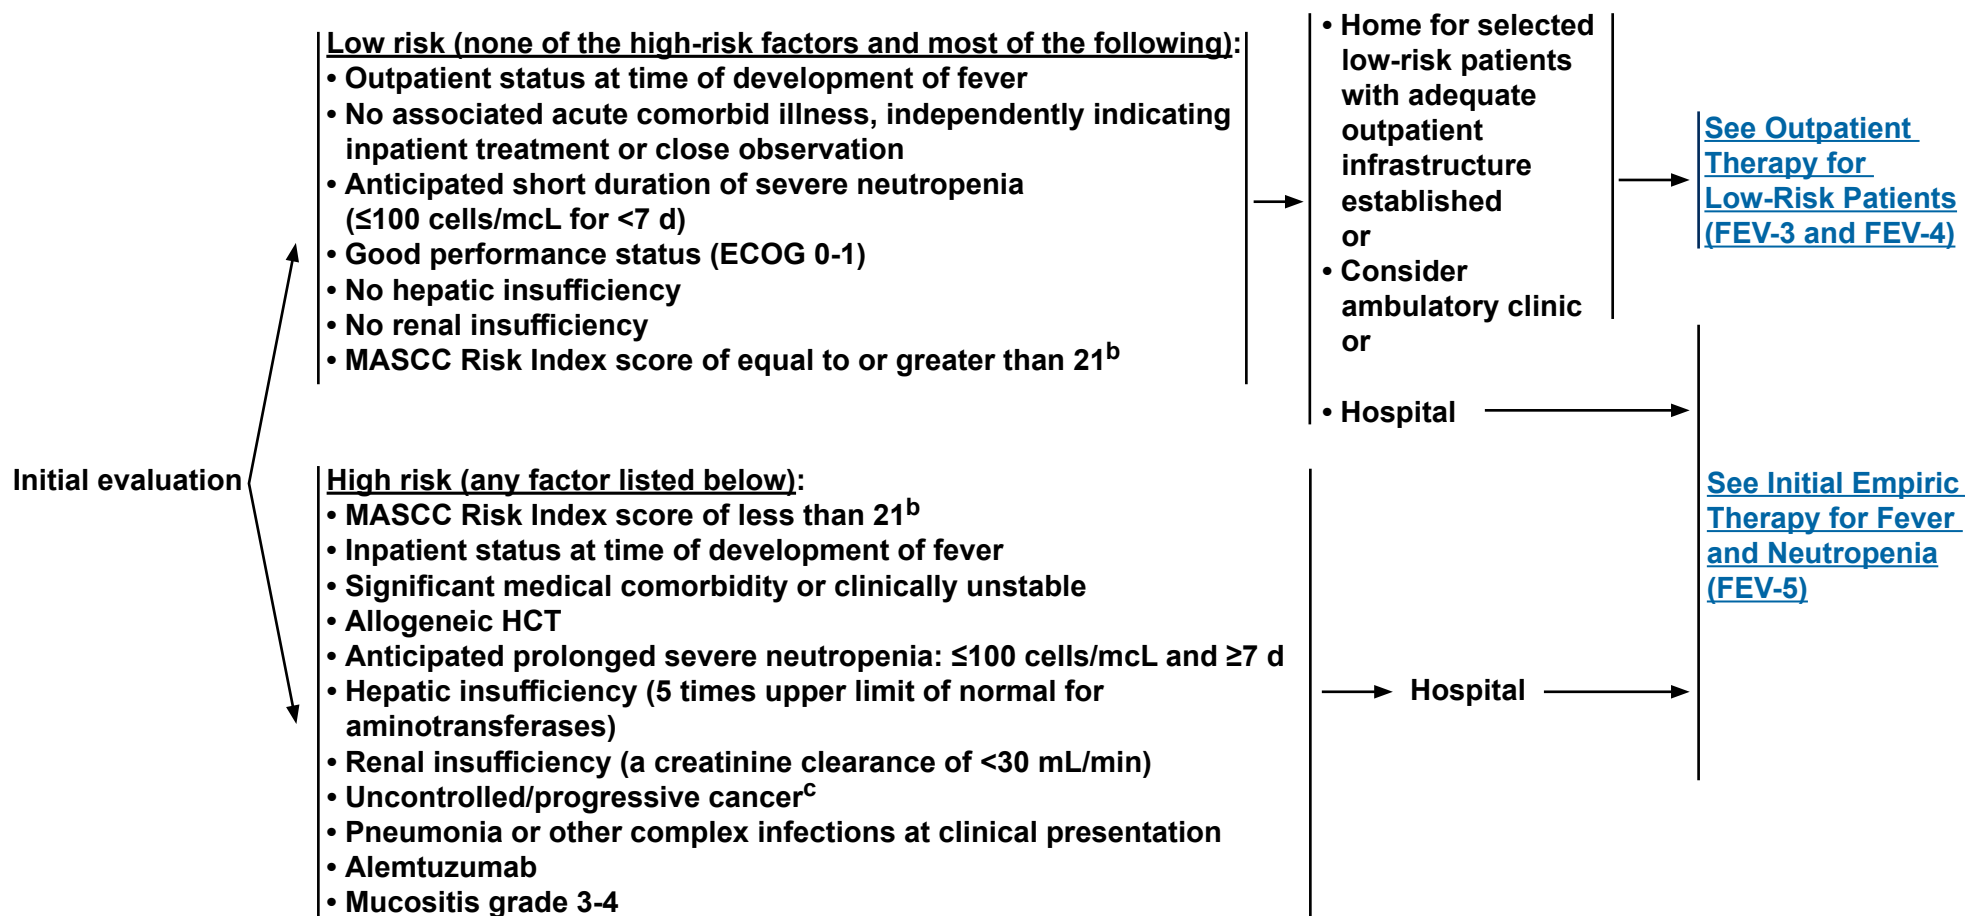 Initial evaluation
Low risk (none of the high-risk factors and most of the following):
• Outpatient status at time of development of fever
• No associated acute comorbid illness, independently indicating
inpatient treatment or close observation
• Anticipated short duration of severe neutropenia
(≤100 cells/mcL for <7 d)
• Good performance status (ECOG 0-1)
• No hepatic insufficiency
• No renal insufficiency
• MASCC Risk Index score of equal to or greater than 21b
• Home for selected
low-risk patients
with adequate
outpatient
infrastructure
established
or
• Consider
ambulatory clinic
or
• Hospital
See Outpatient
Therapy for
Low-Risk Patients
(FEV-3 and FEV-4)
High risk (any factor listed below):
• MASCC Risk Index score of less than 21b
• Inpatient status at time of development of fever
• Significant medical comorbidity or clinically unstable
• Allogeneic HCT
• Anticipated prolonged severe neutropenia: ≤100 cells/mcL and ≥7 d
• Hepatic insufficiency (5 times upper limit of normal for
aminotransferases)
• Renal insufficiency (a creatinine clearance of <30 mL/min)
• Uncontrolled/progressive cancerc
• Pneumonia or other complex infections at clinical presentation
• Alemtuzumab
• Mucositis grade 3-4
Hospital
See Initial Empiric
Therapy for Fever
and Neutropenia
(FEV-5)